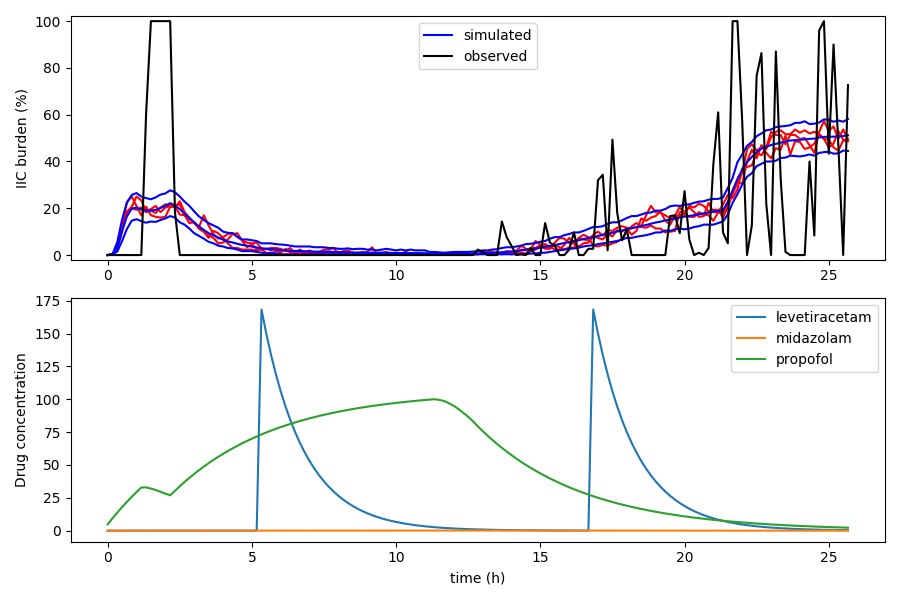 100
80
60
40
20
0
IIC burden (%)
simulated
observed
0 5 10 15 20 25
175
150
125
100
75
50
25
0
Drug concentration
levetiracetam
midazolam
propofol
0 5 10 15 20 25
time (h)